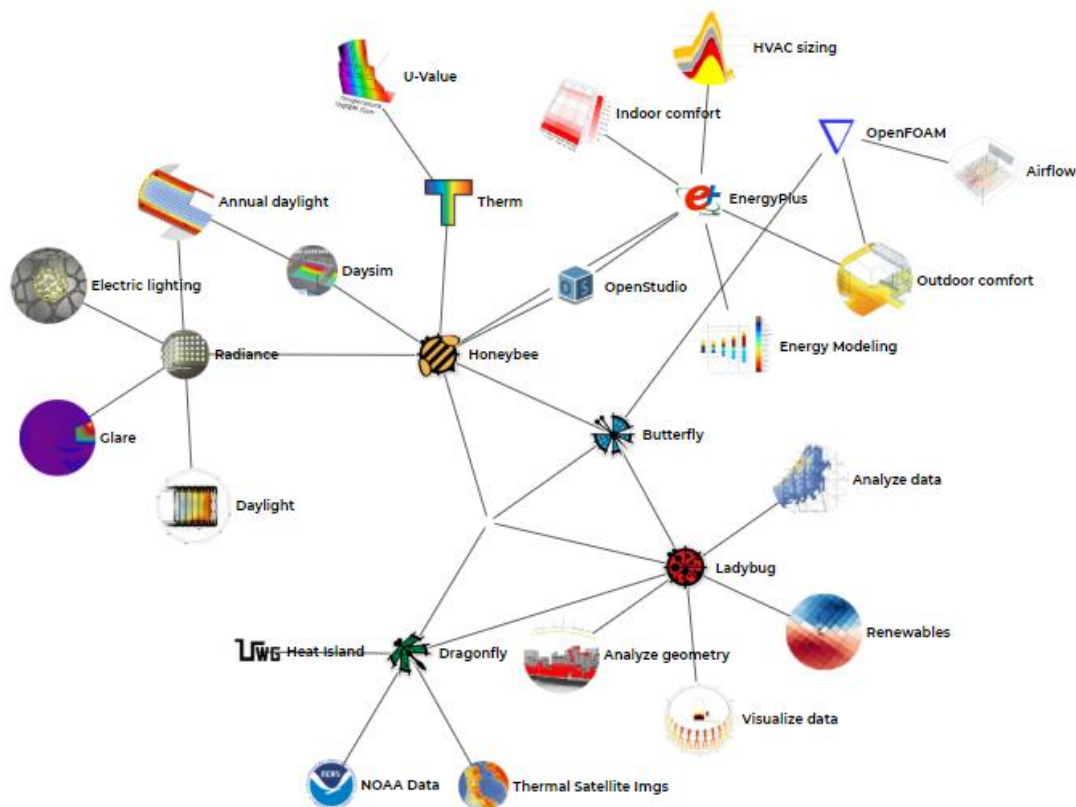 HVAC sizing
U-Value
Indoor comfort
OpenFOAM
Airflow
Annual daylight
Therm
EnergyPlus
Daysim
Electric lighting
OpenStudio
Outdoor comfort
Radiance
Honeybee
Energy Modeling
Glare
Butterfly
Daylight
Analyze data
Ladybug
Renewables
UWG
Heat Island
Dragonfly
Analyze geometry
Visualize data
NOAA Data
Thermal Satellite Imgs